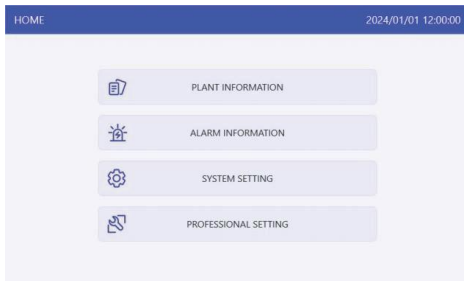 HOME 2024/01/01 12:00:00
PLANT INFORMATION
ALARM INFORMATION
SYSTEM SETTING
PROFESSIONAL SETTING